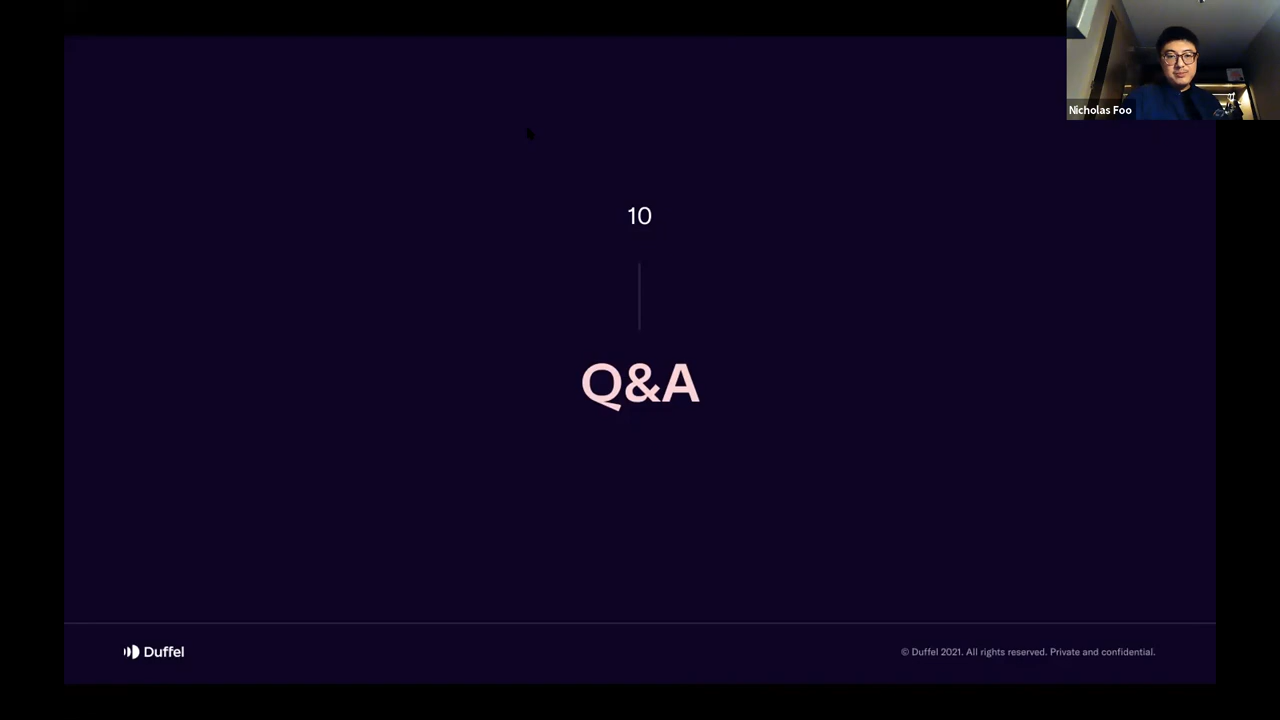 Nicholas Foo
10
Q&A
Duffel
© Duffel 2021. All rights reserved. Private and confidential.